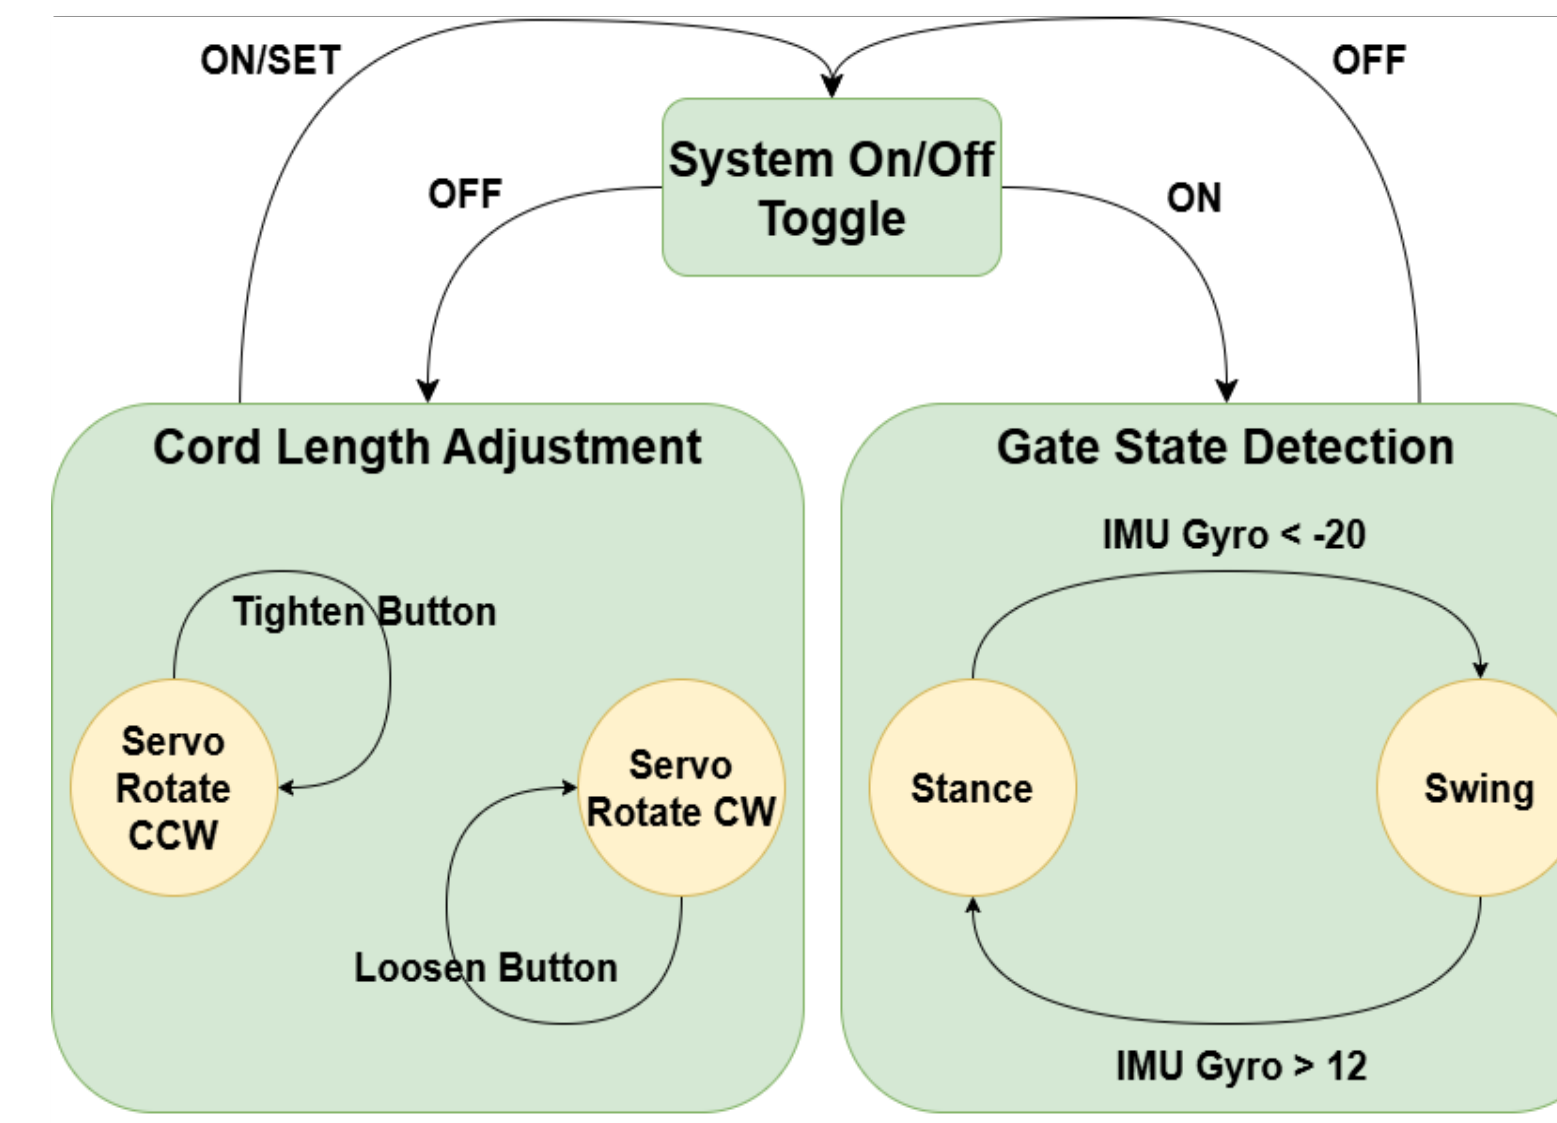 ON/SET
OFF
System On/Off
Toggle
OFF
ON
Cord Length Adjustment
Tighten Button
Servo
Rotate
CCW
Servo
Rotate CW
Loosen Button
Gate State Detection
IMU Gyro < -20
Stance
Swing
IMU Gyro > 12